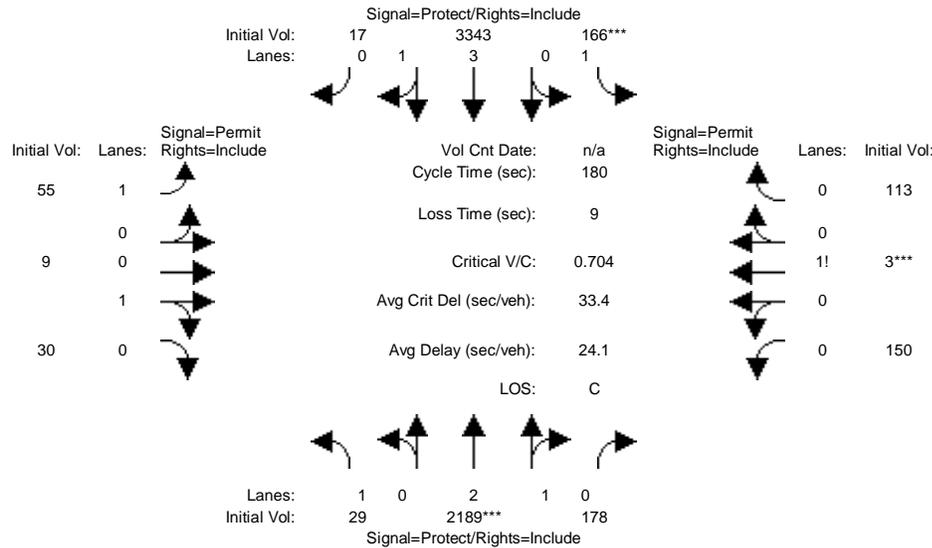 Signal=Protect/Rights=Include
Initial Vol: 17 3343 166***
Lanes: 0 1 3 0 1
Signal=Permit Signal=Permit
Initial Vol: Lanes: Rights=Include Vol Cnt Date: n/a Rights=Include Lanes: Initial Vol:
Cycle Time (sec): 180
55 1 0 113
Loss Time (sec): 9
0 0
9 0 Critical V/C: 0.704 1! 3***
1 Avg Crit Del (sec/veh): 33.4 0
30 0 Avg Delay (sec/veh): 24.1 0 150
LOS: C
Lanes: 1 0 2 1 0
Initial Vol: 29 2189*** 178
Signal=Protect/Rights=Include